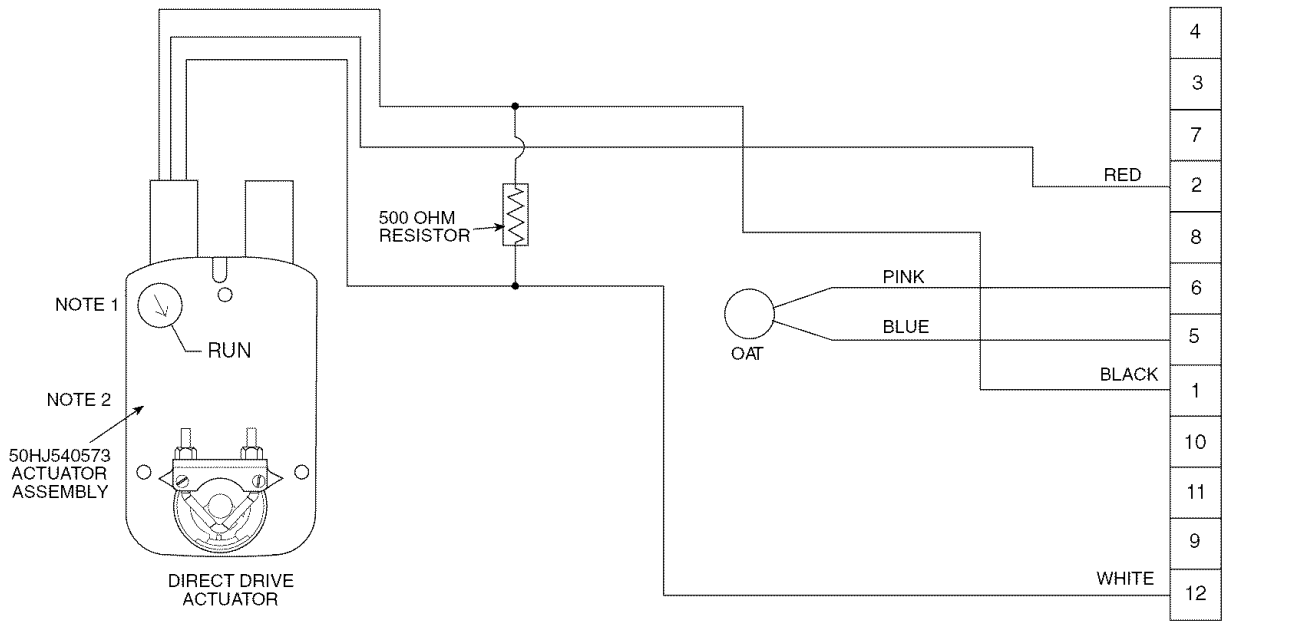 NOTE 1
RUN
NOTE 2
50HJ540573
ACTUATOR
ASSEMBLY
DIRECT DRIVE
ACTUATOR
500 OHM
RESISTOR
OAT
PINK
BLUE
RED
BLACK
WHITE
4
3
7
2
8
6
5
1
10
11
9
12